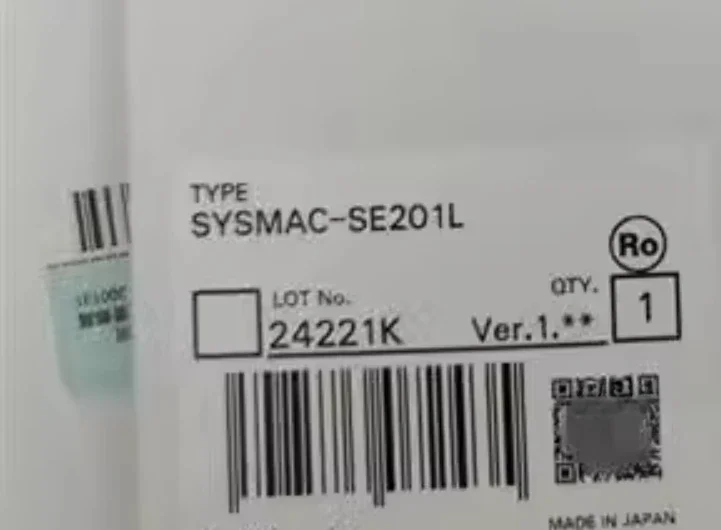 TYPE
SYSMAC-SE201L
Ro
LOT No.
QTY.
24221K
Ver.1.**
1
MADE IN JAPAN